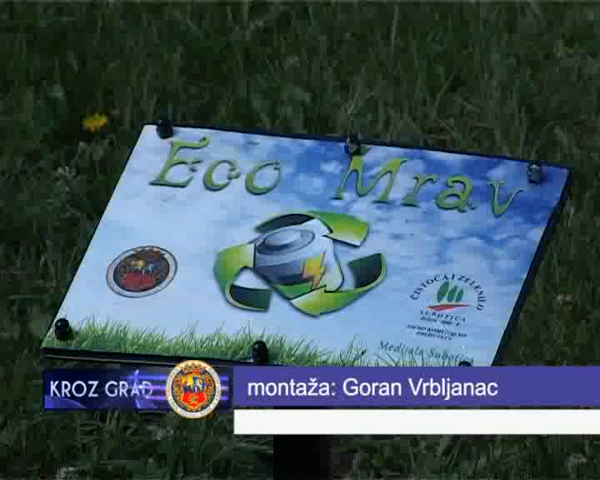 Eco Mrav
ČISTOĆA I ZELENILO
SUBOTICA
Medijala Subotica
KROZ GRAD
montaža: Goran Vrbljanac